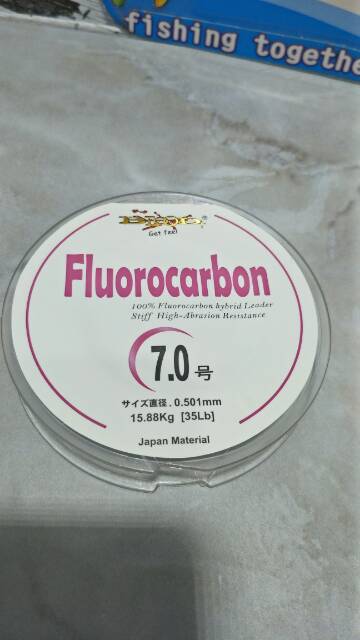 fishing togethe
Get feel
Fluorocarbon
100% Fluorocarbon hybrid Leader
Stiff High-Abrasion Resistance
7.0号
サイズ直径.0.501mm
15.88Kg [35Lb]
Japan Material